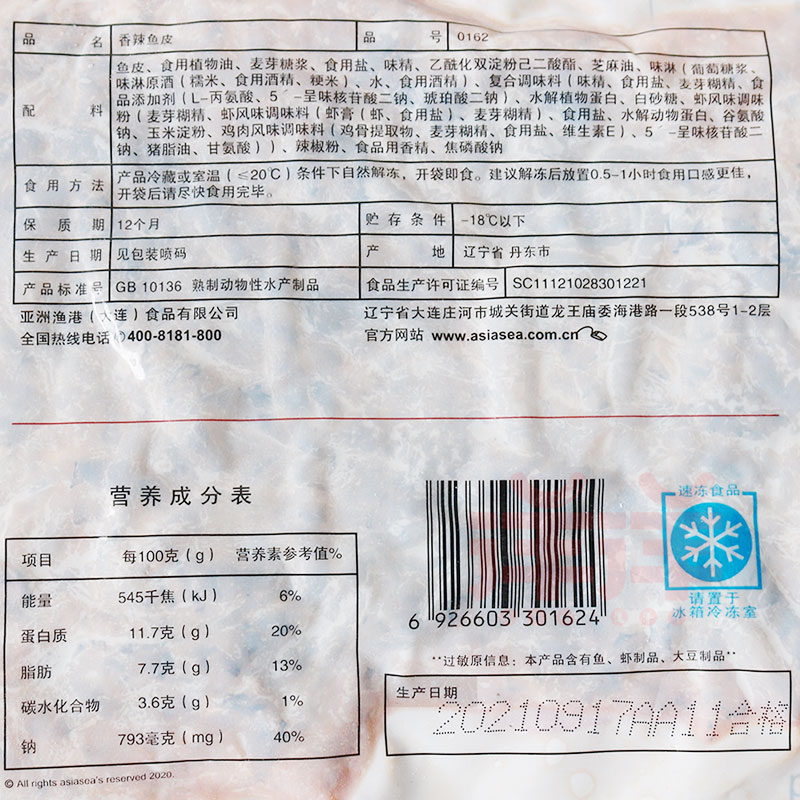 品 名 香辣鱼皮 品 号 0162
鱼皮、食用植物油、麦芽糖浆、食用盐、味精、乙酰化双淀粉己二酸酯、芝麻油、味淋(葡萄糖浆、
味淋原酒(糯米、食用酒精、粳米)、水、食用酒精)、复合调味料(味精、食用盐、麦芽糊精、食
配 料 品添加剂(L-丙氨酸、5´-呈味核苷酸二钠、琥珀酸二钠)、水解植物蛋白、白砂糖、虾风味调味
粉(麦芽糊精、虾风味调味料(虾膏(虾、食用盐)、麦芽糊精)、食用盐、水解动物蛋白、谷氨酸
钠、玉米淀粉、鸡肉风味调味料(鸡骨提取物、麦芽糊精、食用盐、维生素E)、5´-呈味核苷酸二
钠、猪脂油、甘氨酸))、辣椒粉、食品用香精、焦磷酸钠
食用方法 产品冷藏或室温(≤20℃)条件下自然解冻,开袋即食。建议解冻后放置0.5-1小时食用口感更佳,
开袋后请尽快食用完毕。
保 质 期 12个月 贮存条件 -18℃以下
生产日期 见包装喷码 产 地 辽宁省 丹东市
产品标准号 GB 10136 熟制动物性水产制品 食品生产许可证编号 SC11121028301221
亚洲渔港(大连)食品有限公司 辽宁省大连庄河市城关街道龙王庙委海港路一段538号1-2层
全国热线电话 400-8181-800 官方网站 www.asiasea.com.cn
营养成分表
项目 每100克(g) 营养素参考值%
能量 545千焦(kJ) 6%
蛋白质 11.7克(g) 20%
脂肪 7.7克(g) 13%
碳水化合物 3.6克(g) 1%
钠 793毫克(mg) 40%
© All rights asiasea's reserved 2020.
6 926603 301624
速冻食品
请置于
冰箱冷冻室
**过敏原信息:本产品含有鱼、虾制品、大豆制品**
生产日期
20210917AA11合格